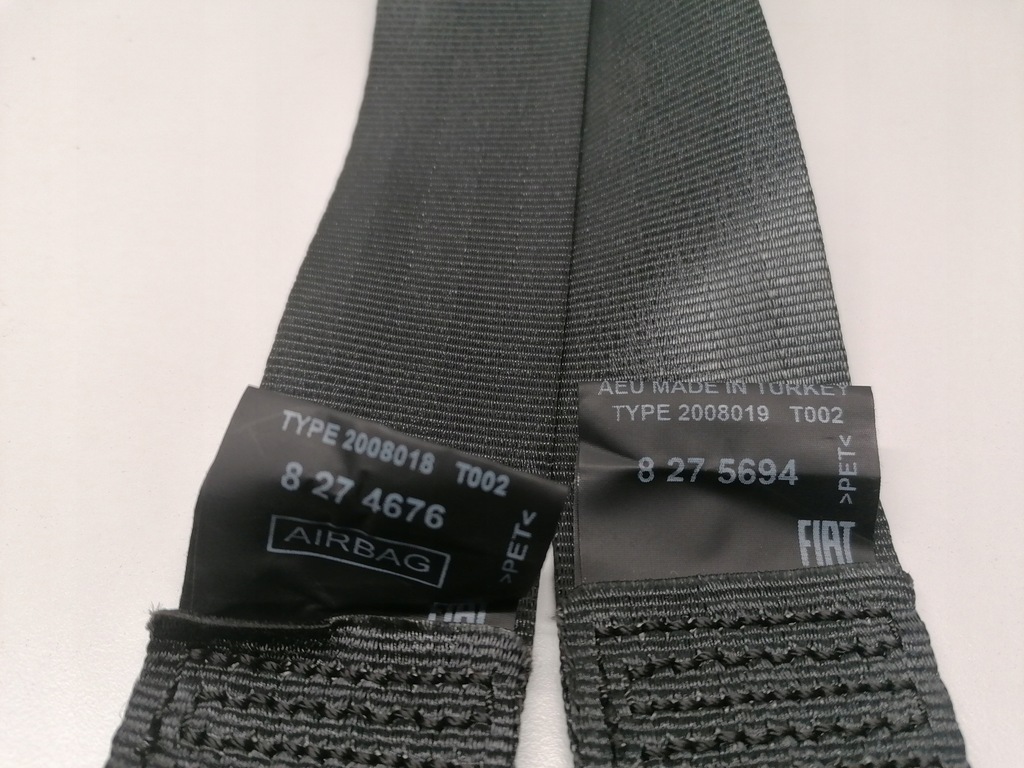 TYPE 2008018 T002
8 27 4676
AIRBAG
>PET<
FIAT
AEU MADE IN TURKEY
TYPE 2008019 T002
8 27 5694
>PET<
FIAT